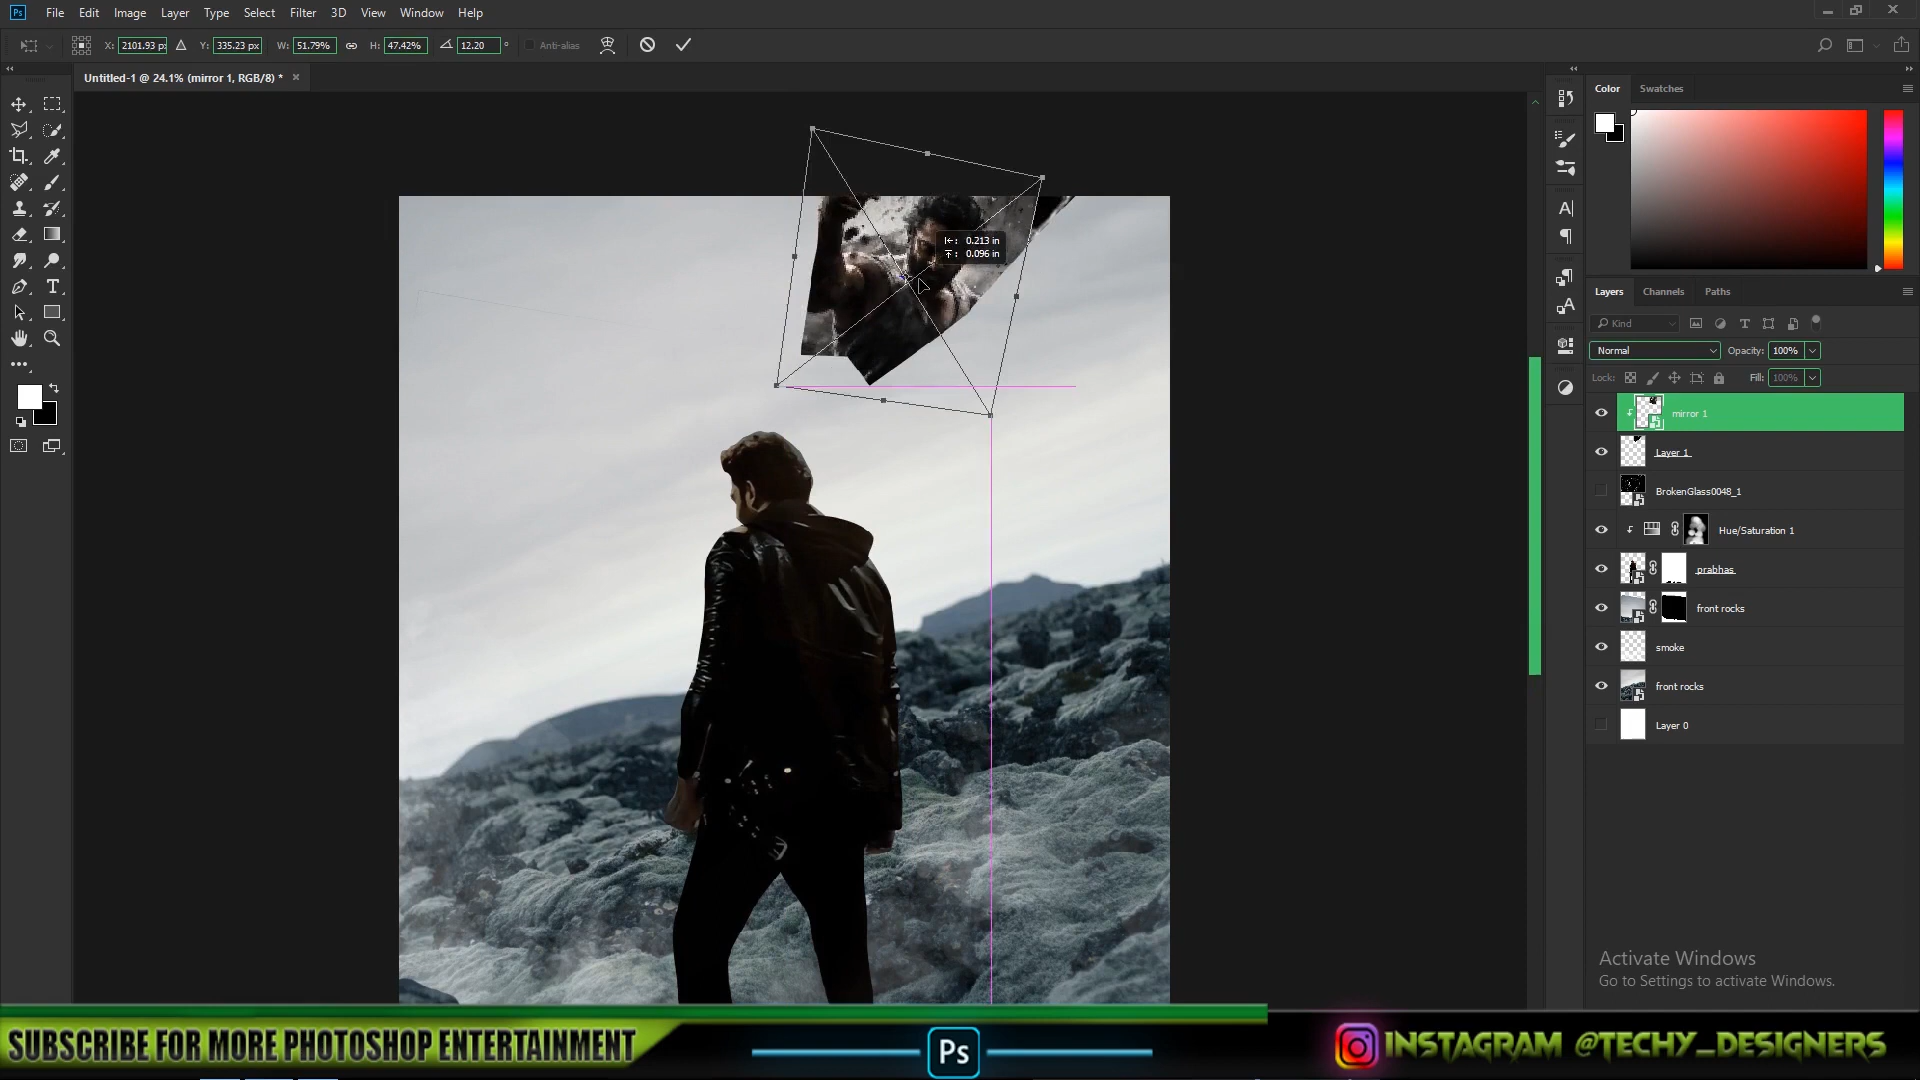 Ps File Edit Image Layer Type Select Filter 3D View Window Help
X: 2101.93 px Y: 335.23 px W: 51.79% H: 47.42% 12.20 ° Anti-alias
Untitled-1 @ 24.1% (mirror 1, RGB/8) *
Color Swatches
0.213 in
0.096 in
Layers Channels Paths
Kind
Normal Opacity: 100%
Lock: Fill: 100%
mirror 1
Layer 1
BrokenGlass0048_1
Hue/Saturation 1
prabhas
front rocks
smoke
front rocks
Layer 0
Activate Windows
Go to Settings to activate Windows.
SUBSCRIBE FOR MORE PHOTOSHOP ENTERTAINMENT
Ps
INSTAGRAM @TECHY_DESIGNERS